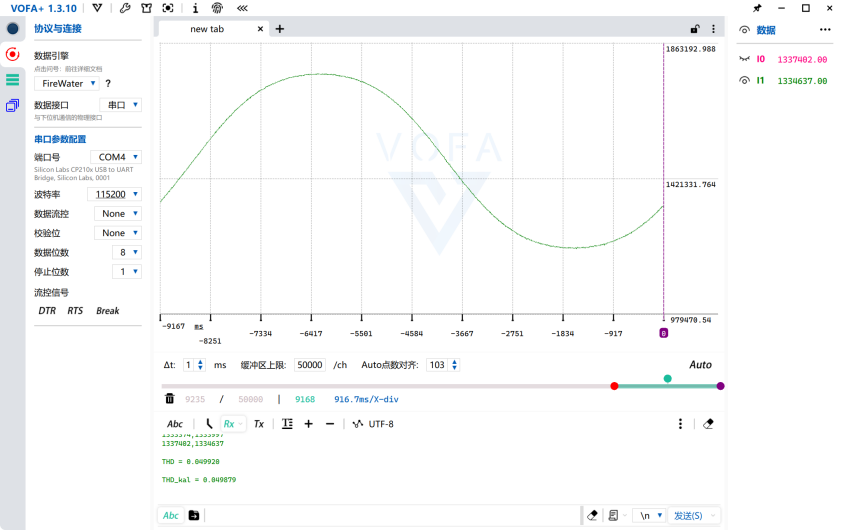 VOFA+ 1.3.10
协议与连接
数据引擎
点击问号：前往详细文档
FireWater ?
数据接口 串口
与下位机通信的物理接口
串口参数配置
端口号 COM4
Silicon Labs CP210x USB to UART
Bridge, Silicon Labs, 0001
波特率 115200
数据流控 None
校验位 None
数据位数 8
停止位数 1
流控信号
DTR RTS Break
new tab
VOFA
1863192.988
1421331.764
979470.54
-9167 ms
-8251
-7334
-6417
-5501
-4584
-3667
-2751
-1834
-917
0
Δt: 1 ms 缓冲区上限: 50000 /ch Auto点数对齐: 103 Auto
9235 / 50000 | 9168 916.7ms/X-div
Abc Rx Tx UTF-8
1337402,1334637
THD = 0.049920
THD_kal = 0.049879
Abc \n 发送(S)
数据
I0 1337402.00
I1 1334637.00